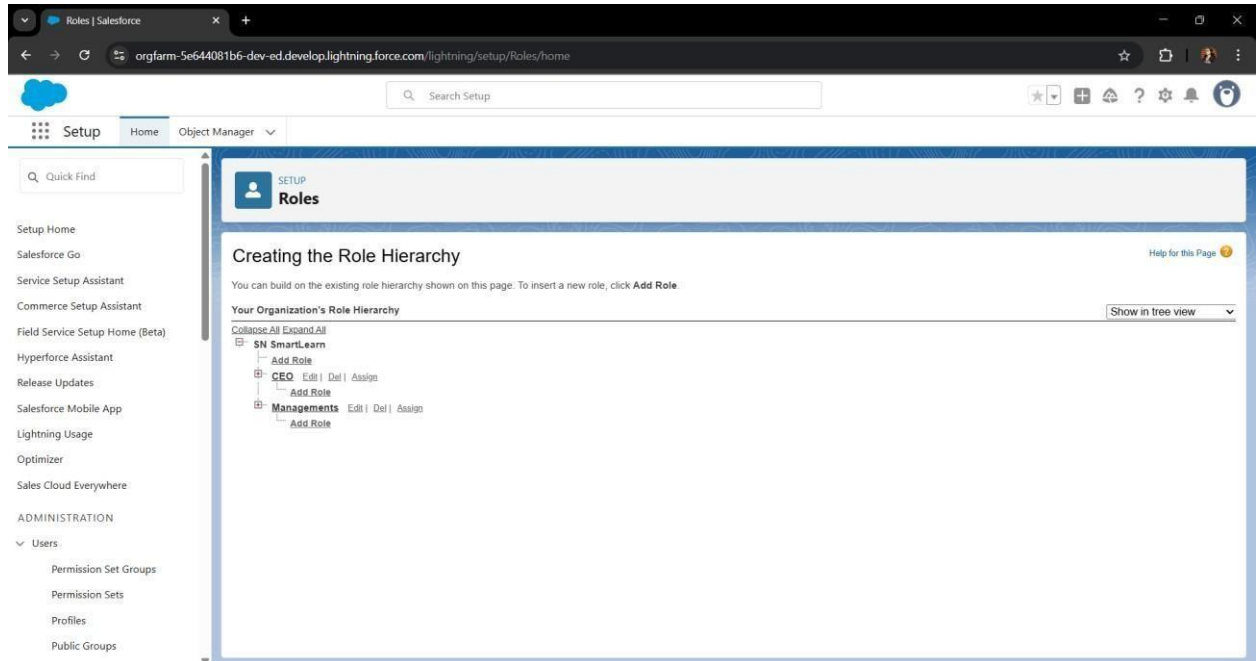 Roles | Salesforce
orgfarm-5e644081b6-dev-ed.develop.lightning.force.com/lightning/setup/Roles/home
Search Setup
Setup Home Object Manager
Quick Find
Setup Home
Salesforce Go
Service Setup Assistant
Commerce Setup Assistant
Field Service Setup Home (Beta)
Hyperforce Assistant
Release Updates
Salesforce Mobile App
Lightning Usage
Optimizer
Sales Cloud Everywhere
ADMINISTRATION
Users
Permission Set Groups
Permission Sets
Profiles
Public Groups
SETUP
Roles
Creating the Role Hierarchy
Help for this Page
You can build on the existing role hierarchy shown on this page. To insert a new role, click Add Role.
Your Organization's Role Hierarchy
Show in tree view
Collapse All Expand All
SN SmartLearn
Add Role
CEO Edit | Del | Assign
Add Role
Managements Edit | Del | Assign
Add Role